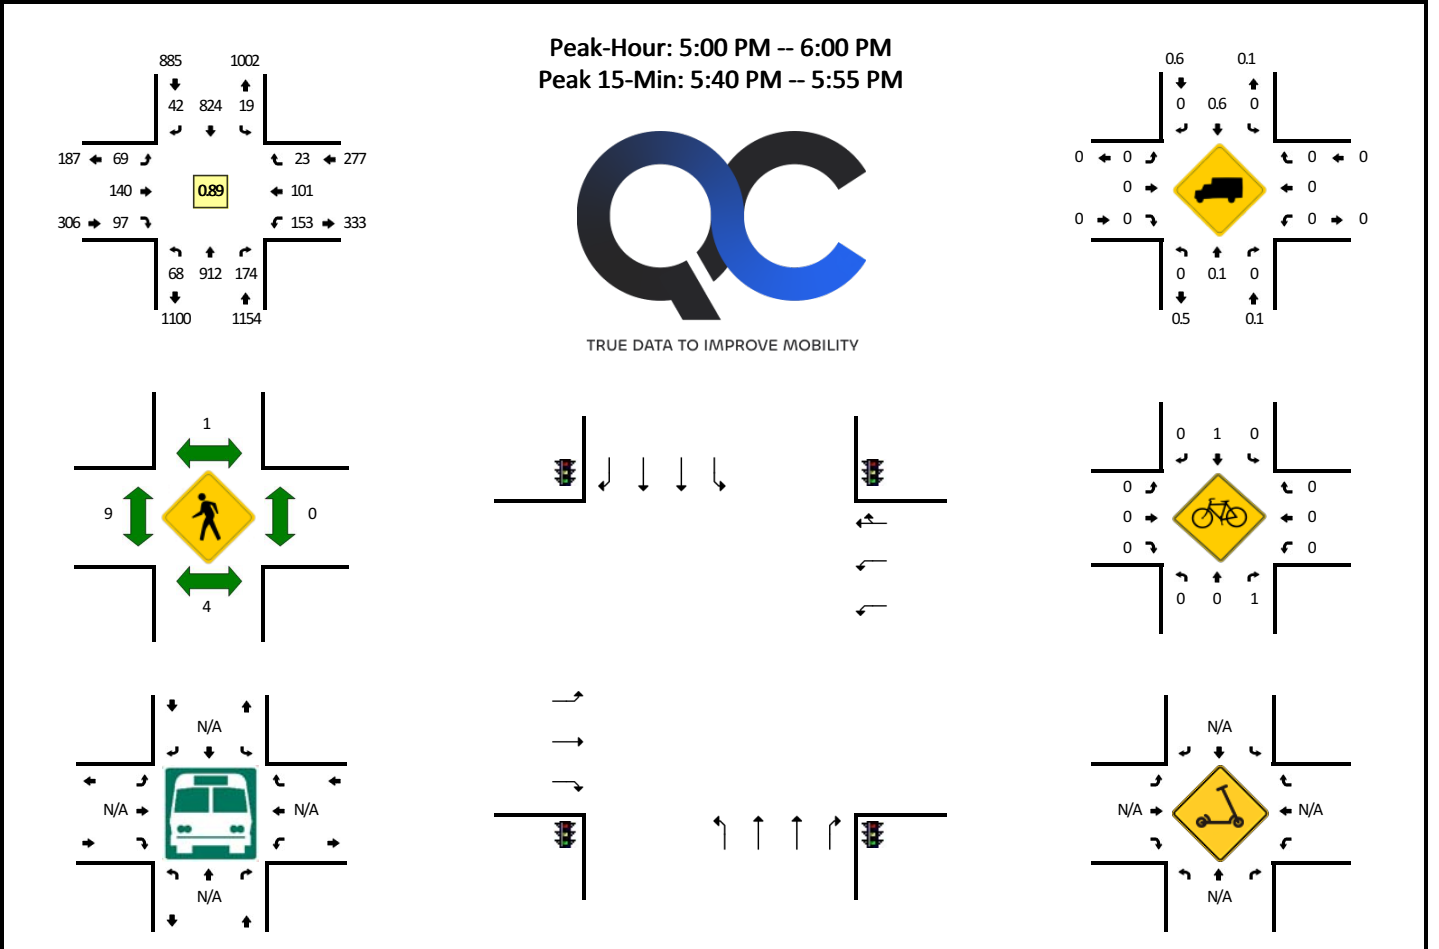 Peak-Hour: 5:00 PM -- 6:00 PM
Peak 15-Min: 5:40 PM -- 5:55 PM
885 1002
42 824 19
187 69 23 277
140 0.89 101
306 97 153 333
68 912 174
1100 1154
QC
TRUE DATA TO IMPROVE MOBILITY
0.6 0.1
0 0.6 0
0 0 0 0
0 0
0 0 0 0
0 0.1 0
0.5 0.1
1
9 0
4
0 1 0
0 0
0 0
0 0
0 0 1
N/A
N/A N/A
N/A
N/A
N/A N/A
N/A